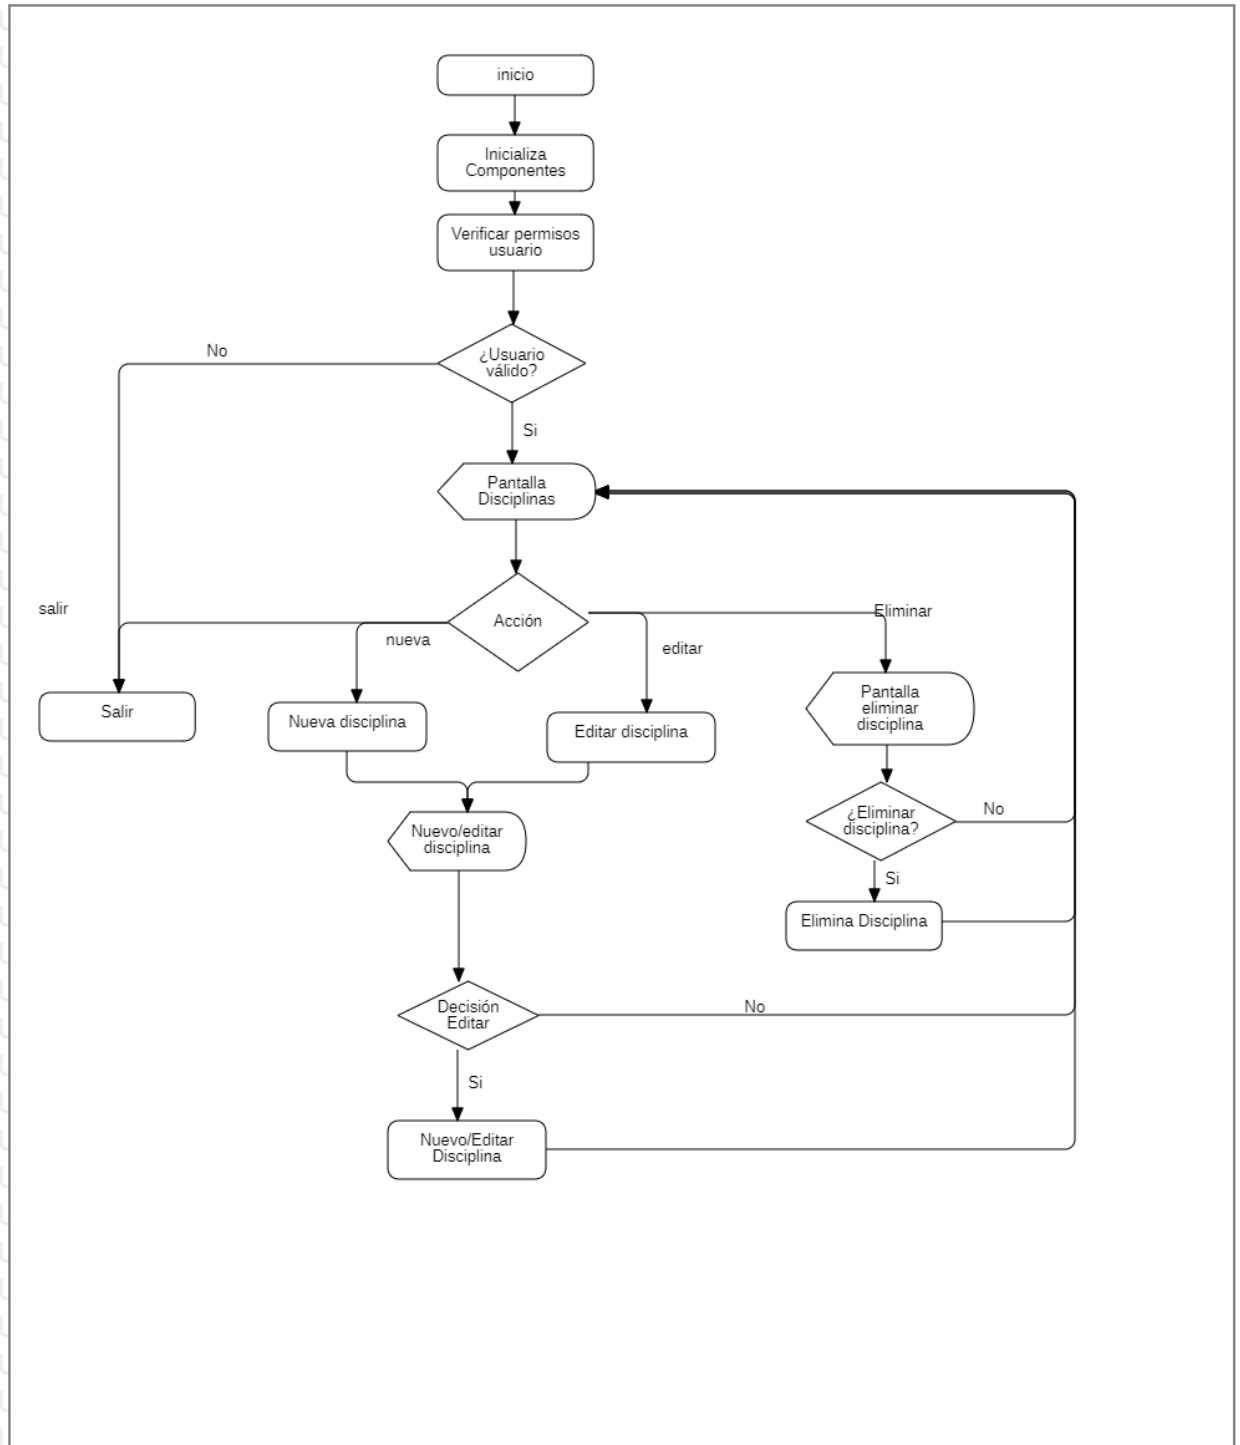 inicio
Inicializa
Componentes
Verificar permisos
usuario
¿Usuario
válido?
No
Si
Pantalla
Disciplinas
Acción
salir
nueva
editar
Eliminar
Salir
Nueva disciplina
Editar disciplina
Pantalla
eliminar
disciplina
Nuevo/editar
disciplina
¿Eliminar
disciplina?
No
Si
Elimina Disciplina
Decisión
Editar
No
Si
Nuevo/Editar
Disciplina